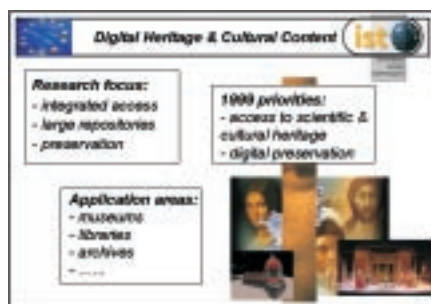 Digital Heritage & Cultural Content
ist
Research focus:
- integrated access
- large repositories
- preservation
1999 priorities:
- access to scientific &
cultural heritage
- digital preservation
Application areas:
- museums
- libraries
- archives
- .....